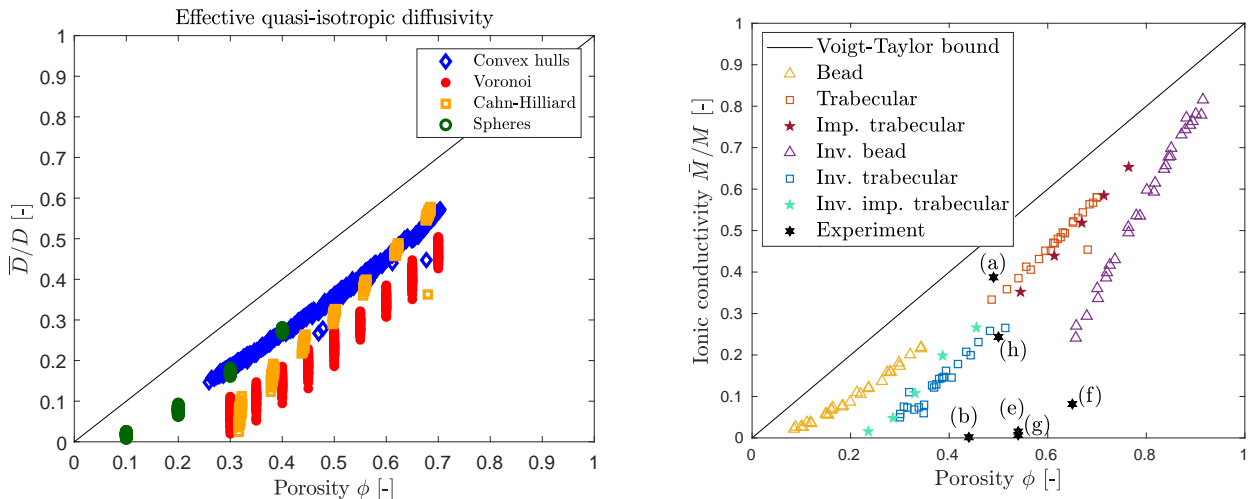 Effective quasi-isotropic diffusivity
1
0.9
0.8
0.7
0.6
0.5
0.4
0.3
0.2
0.1
0
D̅/D [-]
Convex hulls
Voronoi
Cahn-Hilliard
Spheres
0 0.1 0.2 0.3 0.4 0.5 0.6 0.7 0.8 0.9 1
Porosity ϕ [-]
1
0.9
0.8
0.7
0.6
0.5
0.4
0.3
0.2
0.1
0
Ionic conductivity M̄/M [-]
Voigt-Taylor bound
Bead
Trabecular
Imp. trabecular
Inv. bead
Inv. trabecular
Inv. imp. trabecular
Experiment
(a)
(h)
(f)
(b)
(e)
(g)
0 0.2 0.4 0.6 0.8 1
Porosity ϕ [-]